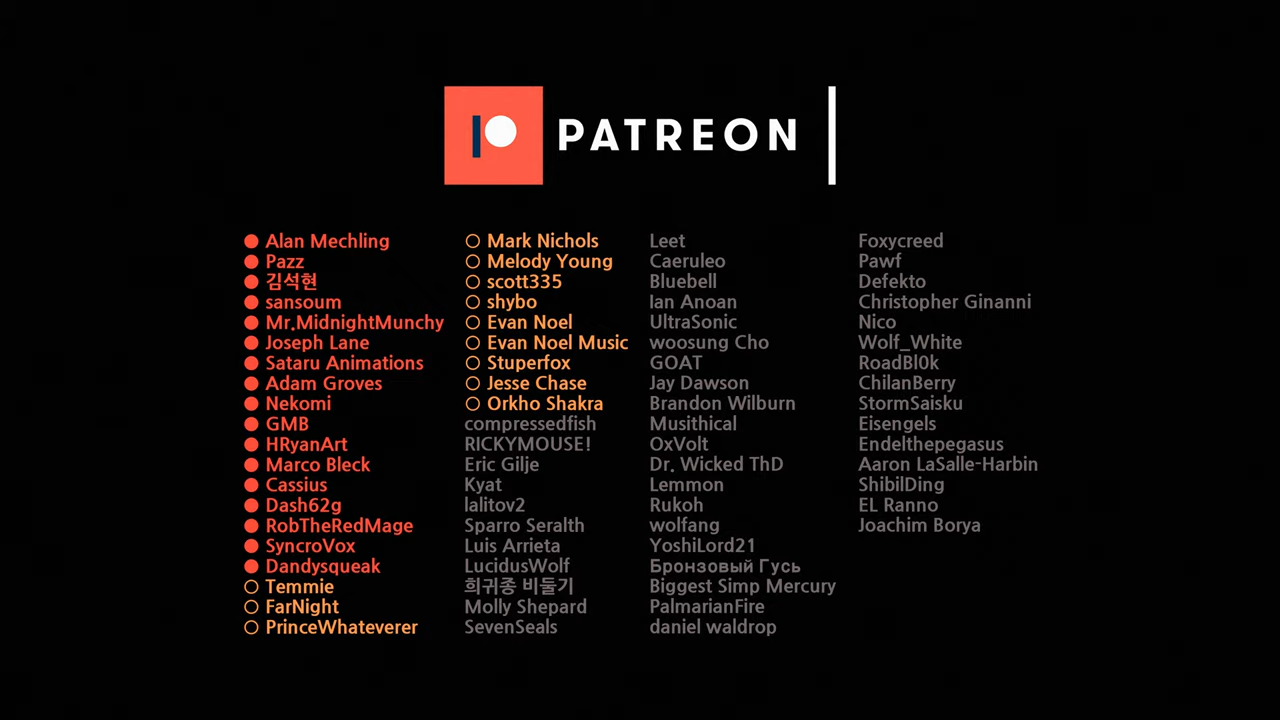 PATREON
Alan Mechling
Pazz
김석현
sansoum
Mr.MidnightMunchy
Joseph Lane
Sataru Animations
Adam Groves
Nekomi
GMB
HRyanArt
Marco Bleck
Cassius
Dash62g
RobTheRedMage
SyncroVox
Dandysqueak
Temmie
FarNight
PrinceWhateverer
Mark Nichols
Melody Young
scott335
shybo
Evan Noel
Evan Noel Music
Stuperfox
Jesse Chase
Orkho Shakra
compressedfish
RICKYMOUSE!
Eric Gilje
Kyat
lalitov2
Sparro Seralth
Luis Arrieta
LucidusWolf
희귀종 비둘기
Molly Shepard
SevenSeals
Leet
Caeruleo
Bluebell
Ian Anoan
UltraSonic
woosung Cho
GOAT
Jay Dawson
Brandon Wilburn
Musithical
OxVolt
Dr. Wicked ThD
Lemmon
Rukoh
wolfang
YoshiLord21
Бронзовый Гусь
Biggest Simp Mercury
PalmarianFire
daniel waldrop
Foxycreed
Pawf
Defekto
Christopher Ginanni
Nico
Wolf_White
RoadBl0k
ChilanBerry
StormSaisku
Eisengels
Endelthepegasus
Aaron LaSalle-Harbin
ShibilDing
EL Ranno
Joachim Borya